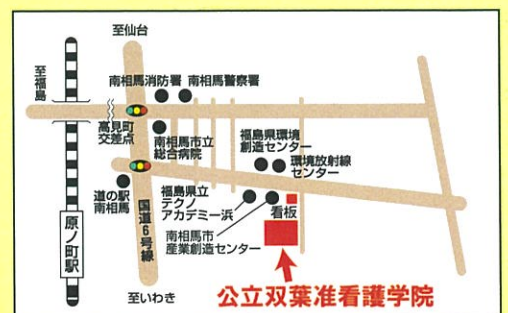 至仙台
至福島
南相馬消防署
南相馬警察署
高見町
交差点
南相馬市立
総合病院
福島県環境
創造センター
環境放射線
センター
道の駅
南相馬
国道6号線
福島県立
テクノ
アカデミー浜
看板
南相馬市
産業創造センター
原ノ町駅
至いわき
公立双葉准看護学院